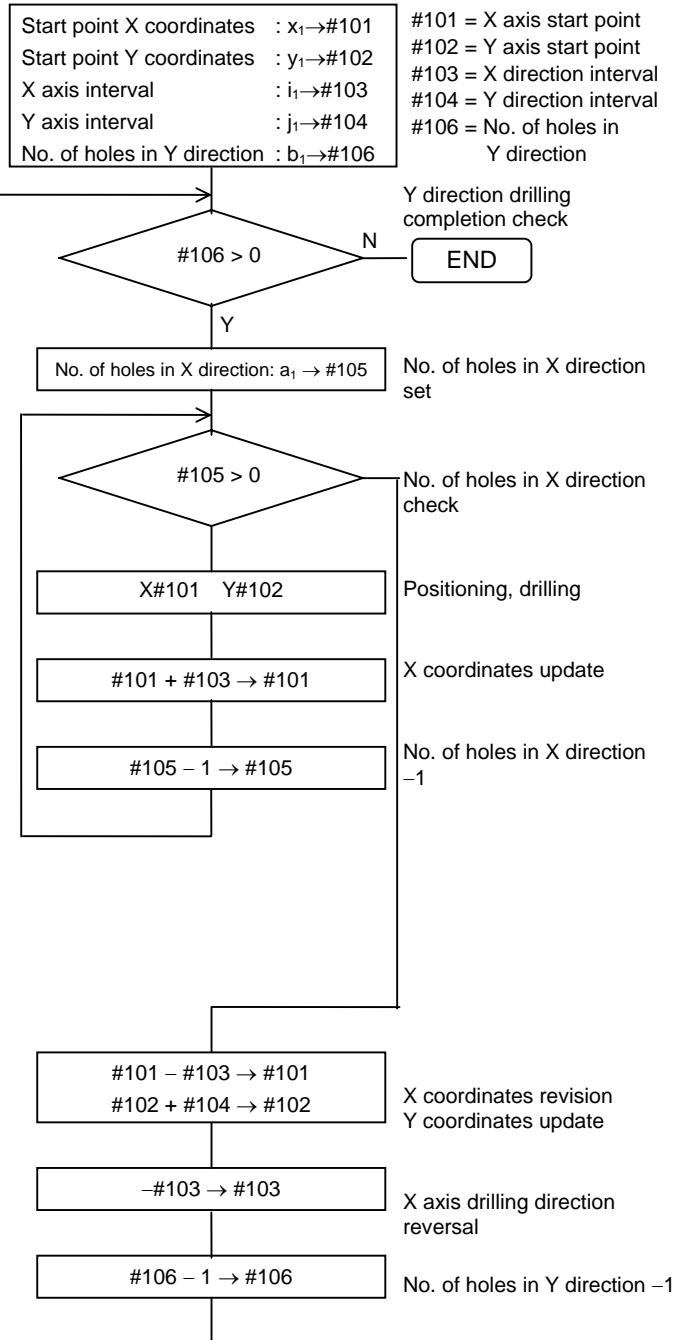 Start point X coordinates : x₁→#101
Start point Y coordinates : y₁→#102
X axis interval : i₁→#103
Y axis interval : j₁→#104
No. of holes in Y direction : b₁→#106
#101 = X axis start point
#102 = Y axis start point
#103 = X direction interval
#104 = Y direction interval
#106 = No. of holes in
Y direction
Y direction drilling
completion check
#106 > 0
N
END
Y
No. of holes in X direction: a₁ → #105
No. of holes in X direction
set
#105 > 0
No. of holes in X direction
check
X#101 Y#102
Positioning, drilling
#101 + #103 → #101
X coordinates update
#105 − 1 → #105
No. of holes in X direction
−1
#101 − #103 → #101
#102 + #104 → #102
X coordinates revision
Y coordinates update
−#103 → #103
X axis drilling direction
reversal
#106 − 1 → #106
No. of holes in Y direction −1